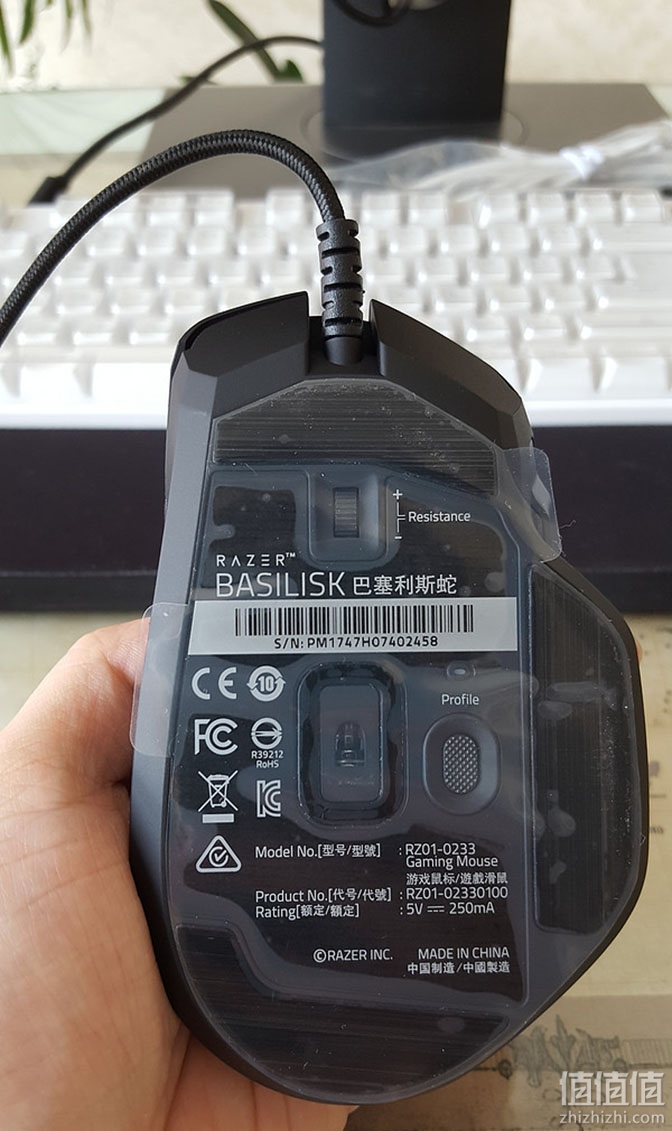 +
Resistance
-
RAZER™
BASILISK 巴塞利斯蛇
S/N: PM1747H07402458
CE 10
Profile
FC
R39212
RoHS
Model No.[型号/型號] : RZ01-0233
Gaming Mouse
游戏鼠标/遊戲滑鼠
Product No.[代号/代號] : RZ01-02330100
Rating[额定/額定] : 5V ⎓ 250mA
©RAZER INC. MADE IN CHINA
中国制造/中國製造
值值值
zhizhizhi.com